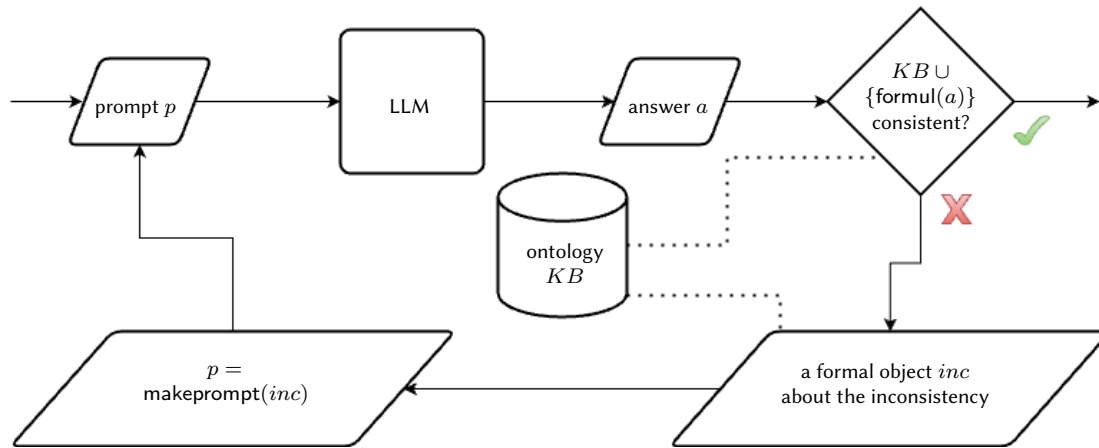 prompt p
LLM
answer a
KB ∪
{formul(a)}
consistent?
ontology
KB
p =
makeprompt(inc)
a formal object inc
about the inconsistency